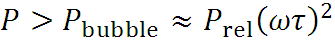 P > P_bubble ≈ P_rel(ωτ)²